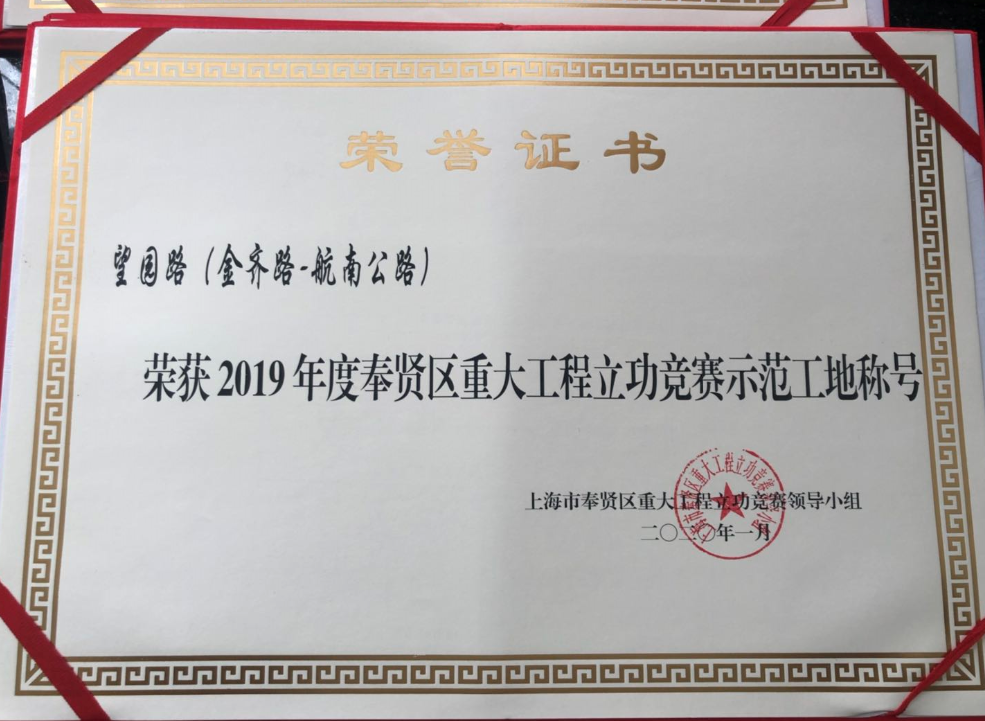 荣誉证书
望园路（金齐路-航南公路）
荣获2019年度奉贤区重大工程立功竞赛示范工地称号
上海市奉贤区重大工程立功竞赛领导小组
二〇二〇年一月